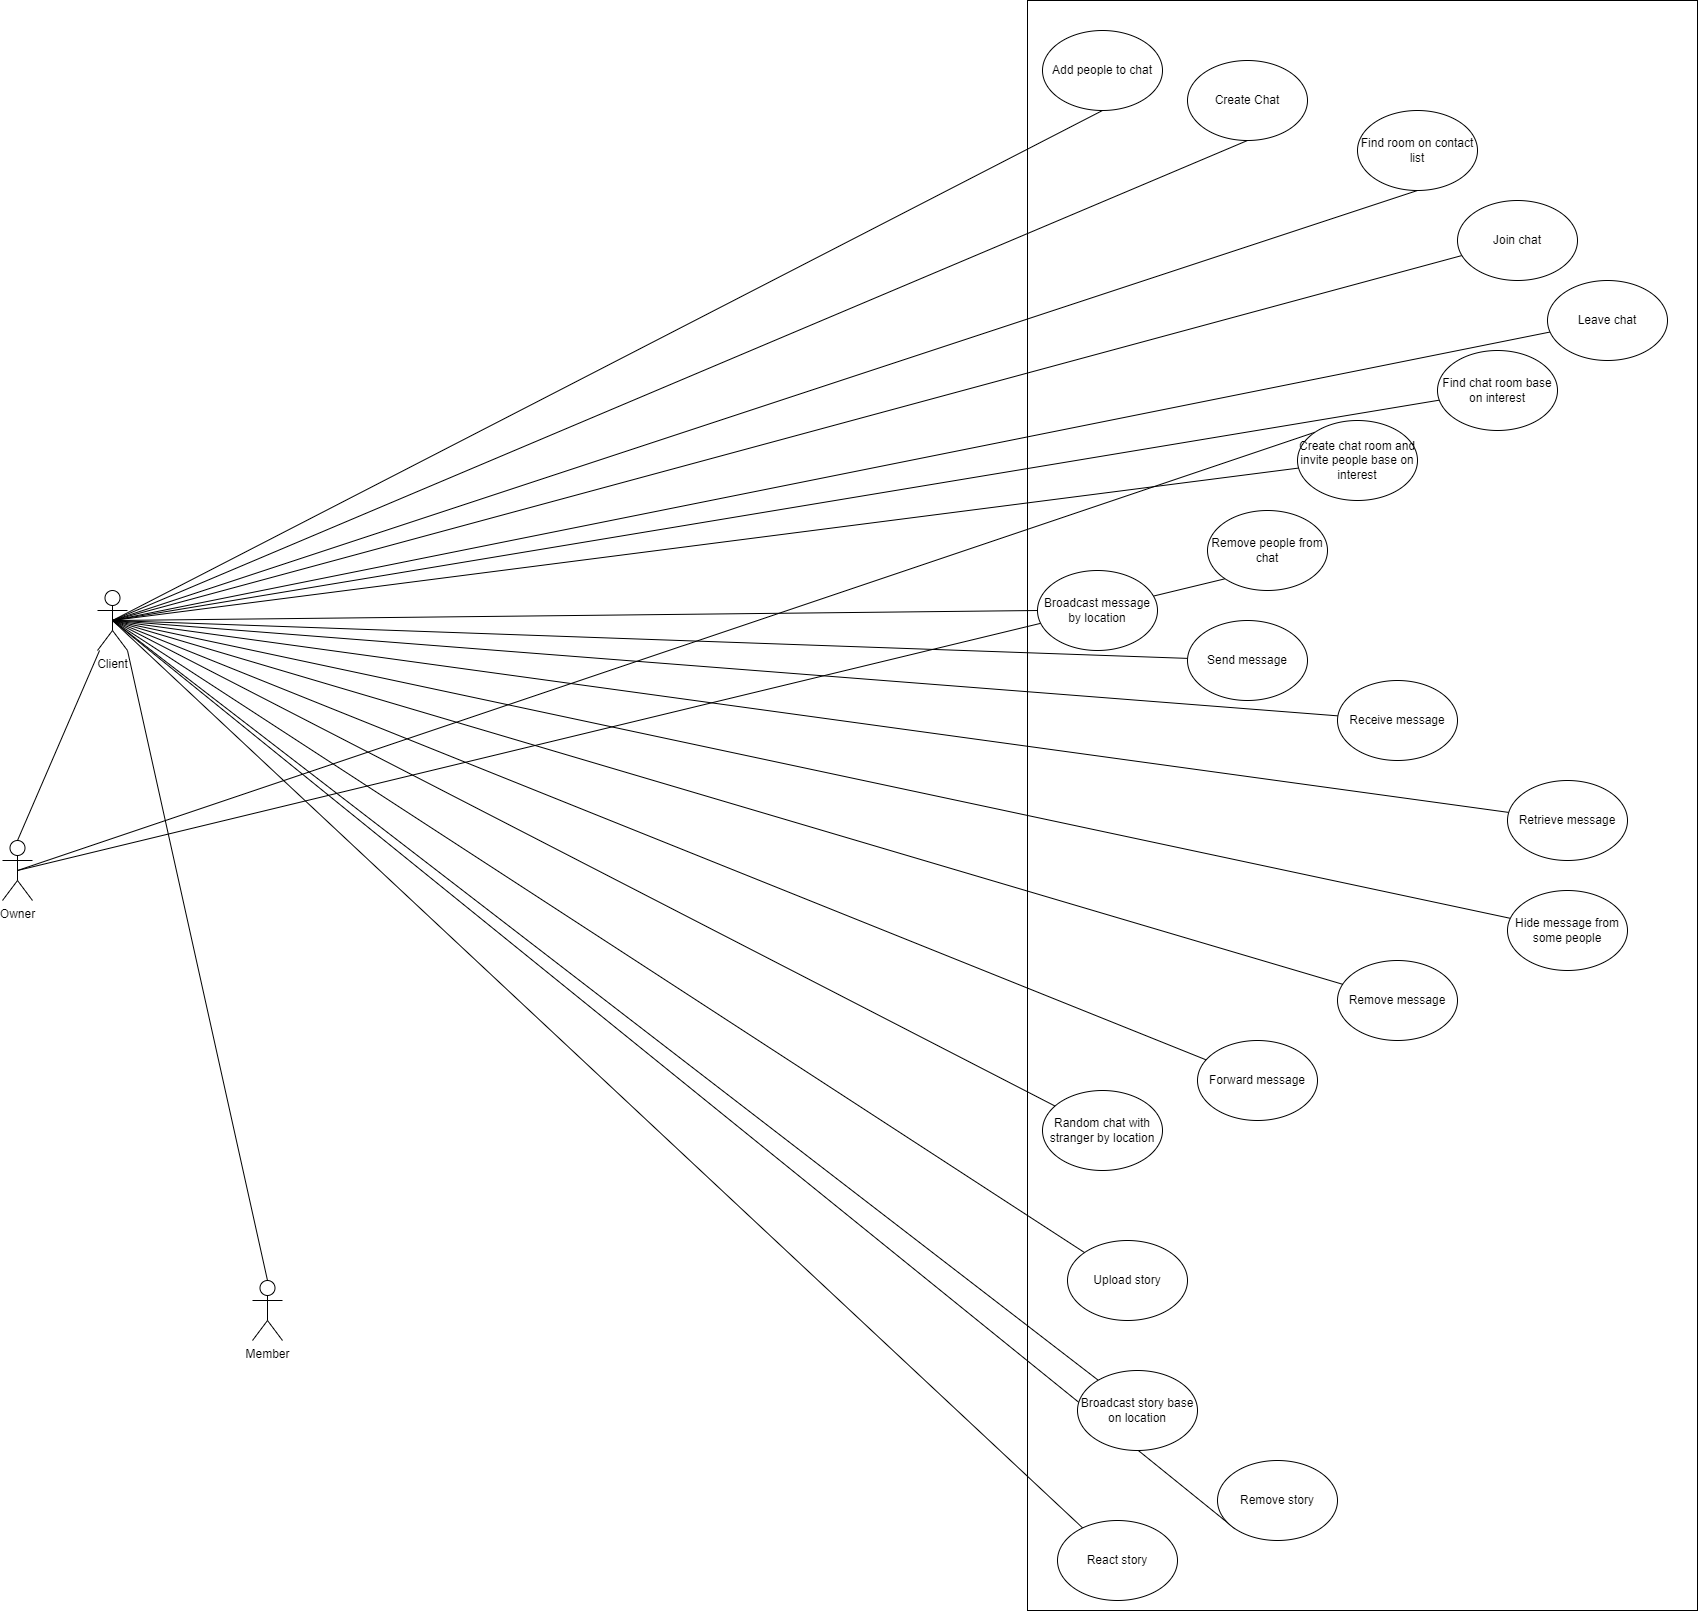 Add people to chat
Create Chat
Find room on contact
list
Join chat
Leave chat
Find chat room base
on interest
Create chat room and
invite people base on
interest
Remove people from
chat
Broadcast message
by location
Send message
Client
Receive message
Retrieve message
Owner
Hide message from
some people
Remove message
Forward message
Random chat with
stranger by location
Upload story
Member
Broadcast story base
on location
Remove story
React story